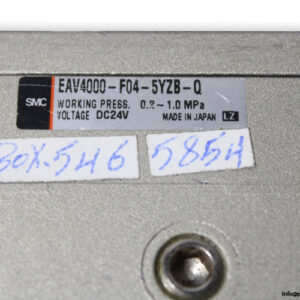 EAV4000-F04-5YZB-Q
SMC
WORKING PRESS. 0.2~1.0 MPa
VOLTAGE DC24V MADE IN JAPAN LZ
BOX.546 5854